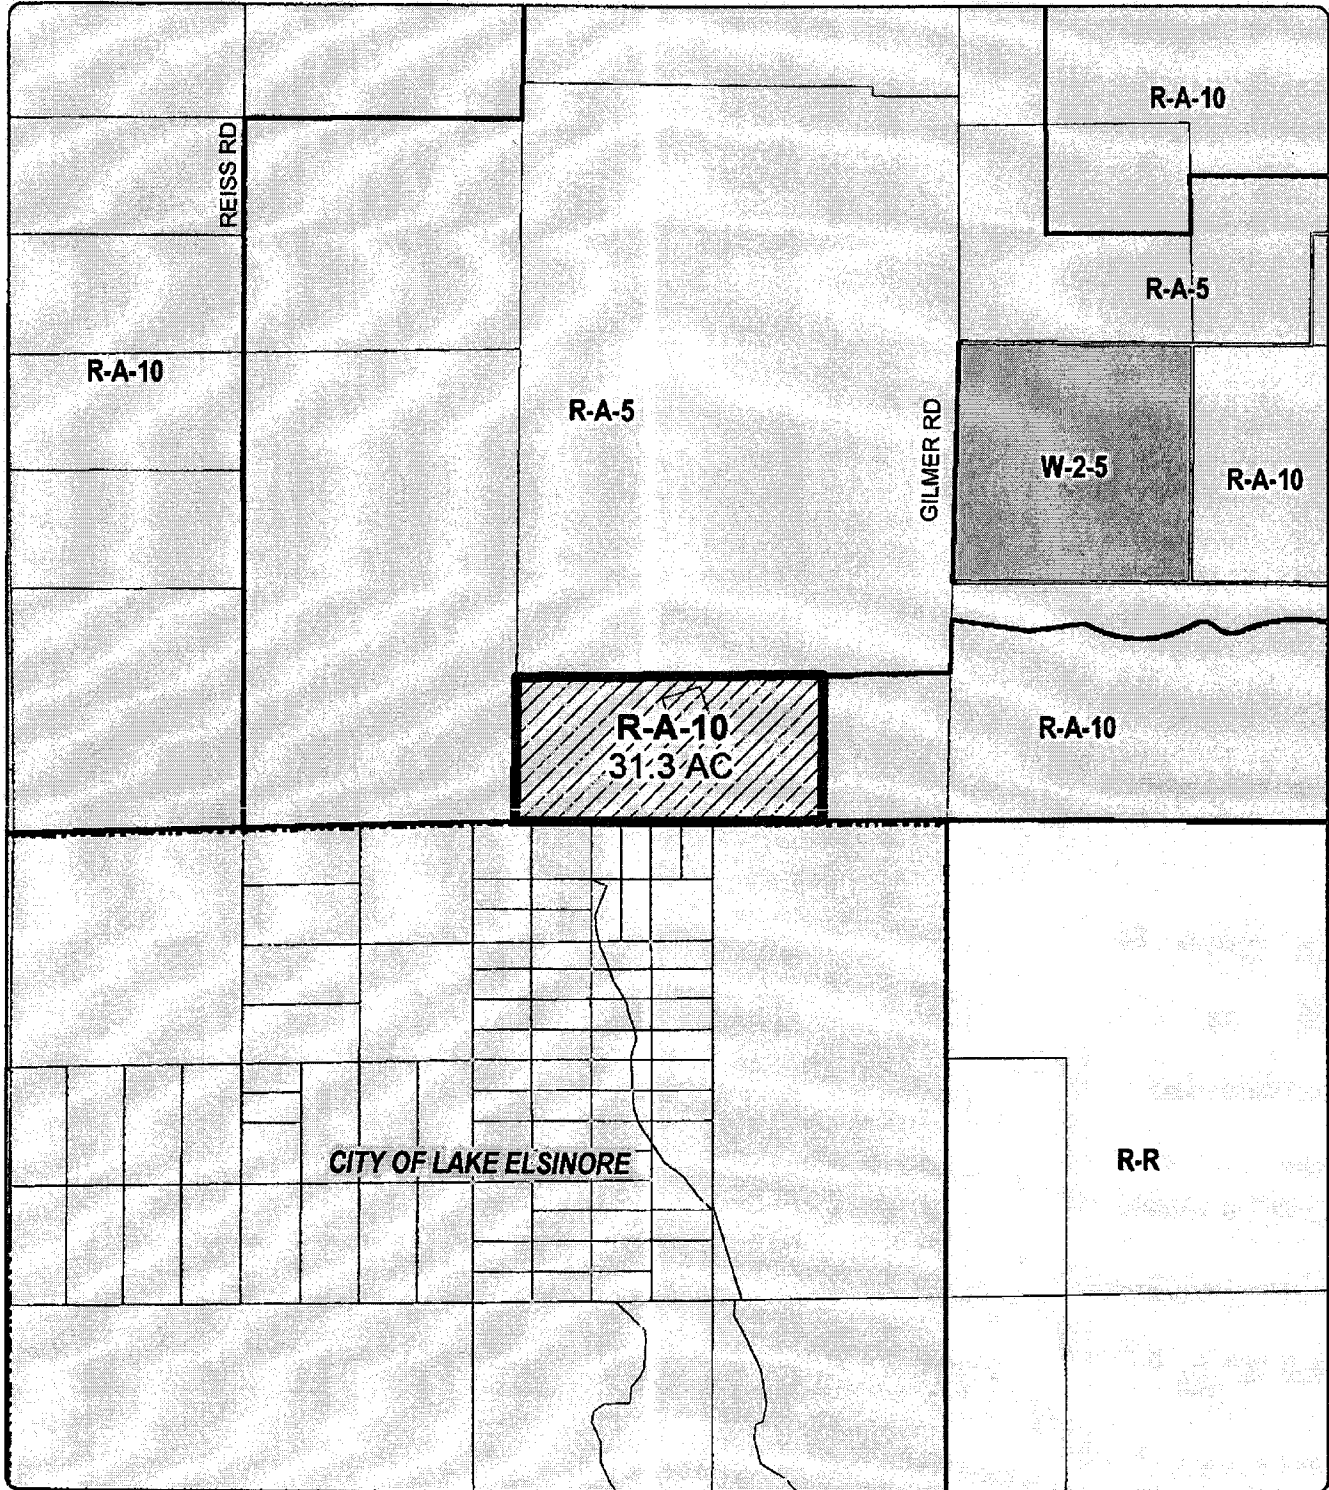 R-A-10
REISS RD
R-A-5
R-A-10
R-A-5
GILMER RD
W-2-5
R-A-10
R-A-10
31.3 AC
R-A-10
CITY OF LAKE ELSINORE
R-R